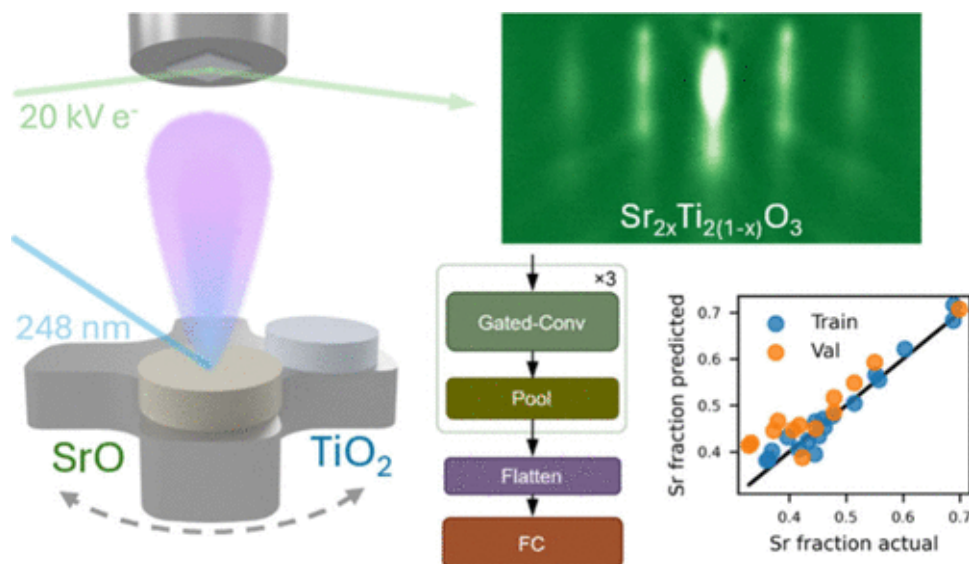 20 kV e⁻
248 nm
SrO
TiO₂
Sr₂ₓTi₂₍₁₋ₓ₎O₃
×3
Gated-Conv
Pool
Flatten
FC
Sr fraction predicted
0.7
0.6
0.5
0.4
Train
Val
0.4 0.5 0.6 0.7
Sr fraction actual